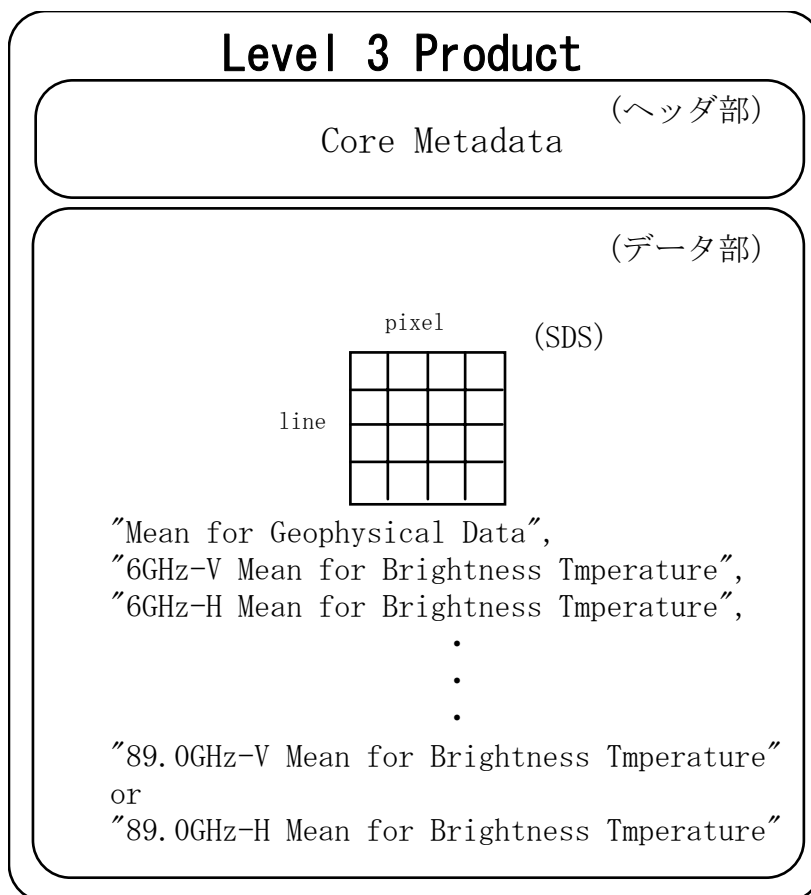 Level 3 Product
(ヘッダ部)
Core Metadata
(データ部)
pixel
(SDS)
line
"Mean for Geophysical Data",
"6GHz-V Mean for Brightness Tmperature",
"6GHz-H Mean for Brightness Tmperature",
・
・
・
"89.0GHz-V Mean for Brightness Tmperature"
or
"89.0GHz-H Mean for Brightness Tmperature"